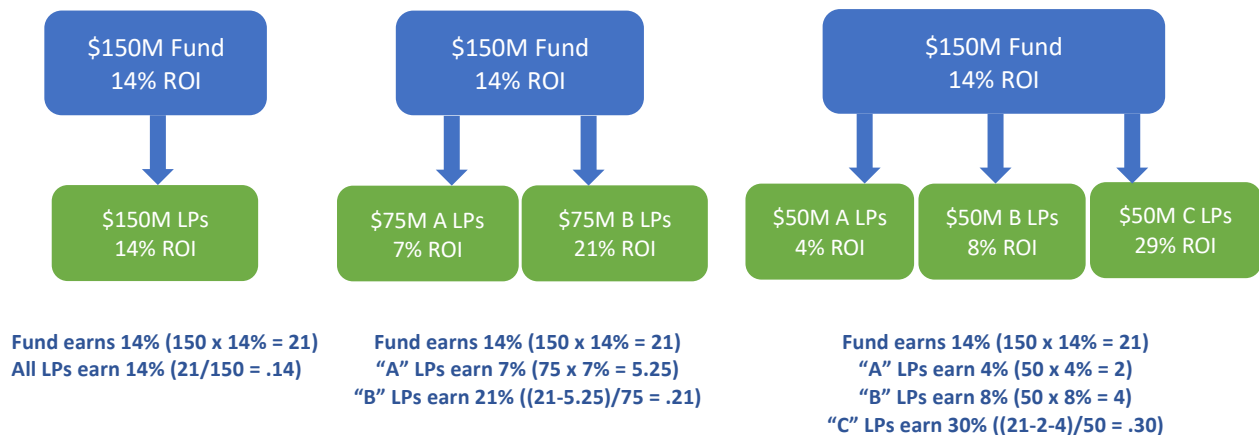 $150M Fund
14% ROI
$150M LPs
14% ROI
Fund earns 14% (150 x 14% = 21)
All LPs earn 14% (21/150 = .14)
$150M Fund
14% ROI
$75M A LPs
7% ROI
$75M B LPs
21% ROI
Fund earns 14% (150 x 14% = 21)
“A” LPs earn 7% (75 x 7% = 5.25)
“B” LPs earn 21% ((21-5.25)/75 = .21)
$150M Fund
14% ROI
$50M A LPs
4% ROI
$50M B LPs
8% ROI
$50M C LPs
29% ROI
Fund earns 14% (150 x 14% = 21)
“A” LPs earn 4% (50 x 4% = 2)
“B” LPs earn 8% (50 x 8% = 4)
“C” LPs earn 30% ((21-2-4)/50 = .30)